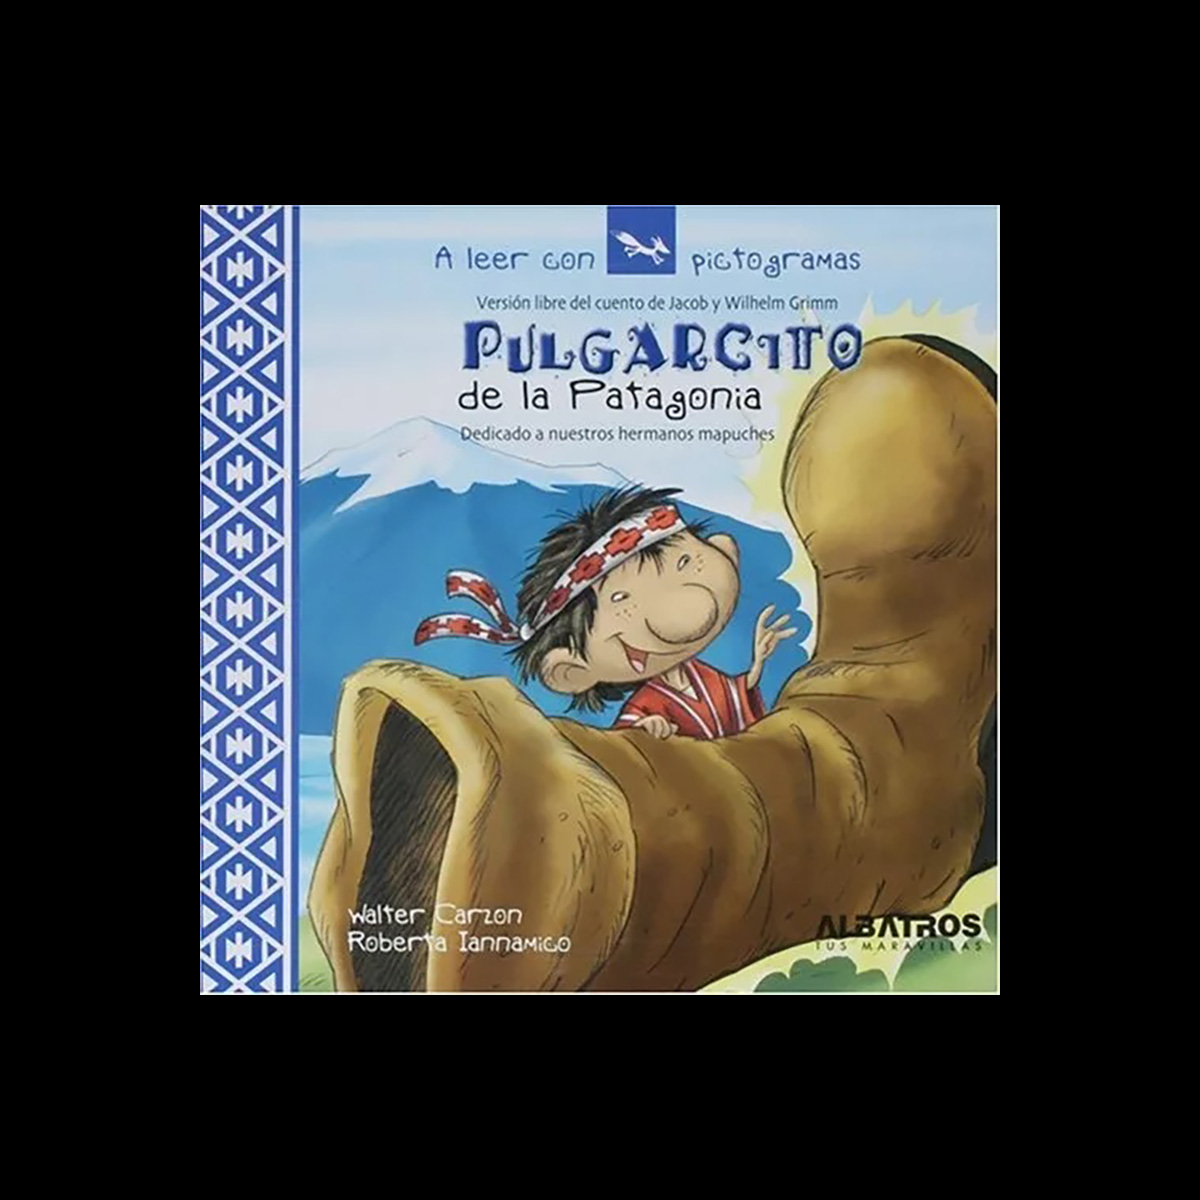 A leer con pictogramas
Versión libre del cuento de Jacob y Wilhelm Grimm
PULGARCITO
de la Patagonia
Dedicado a nuestros hermanos mapuches
Walter Carzon
Roberta Iannamico
ALBATROS
TUS MARAVILLAS